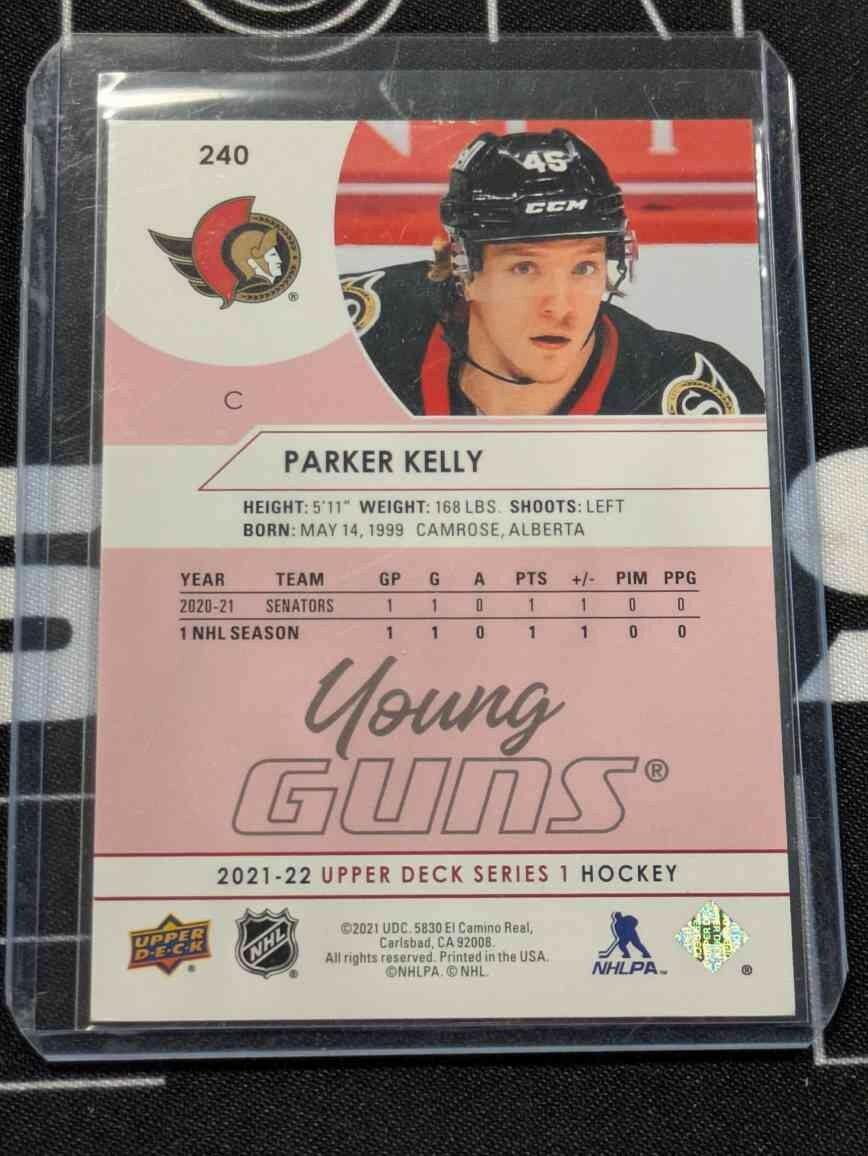 240
45
CCM
C
PARKER KELLY
HEIGHT: 5'11" WEIGHT: 168 LBS. SHOOTS: LEFT
BORN: MAY 14, 1999 CAMROSE, ALBERTA
YEAR TEAM GP G A PTS +/- PIM PPG
2020-21 SENATORS 1 1 0 1 1 0 0
1 NHL SEASON 1 1 0 1 1 0 0
Young
GUNS®
2021-22 UPPER DECK SERIES 1 HOCKEY
UPPER
DECK
®
NHL
®
©2021 UDC. 5830 El Camino Real,
Carlsbad, CA 92008.
All rights reserved. Printed in the USA.
©NHLPA. © NHL.
NHLPA™
®